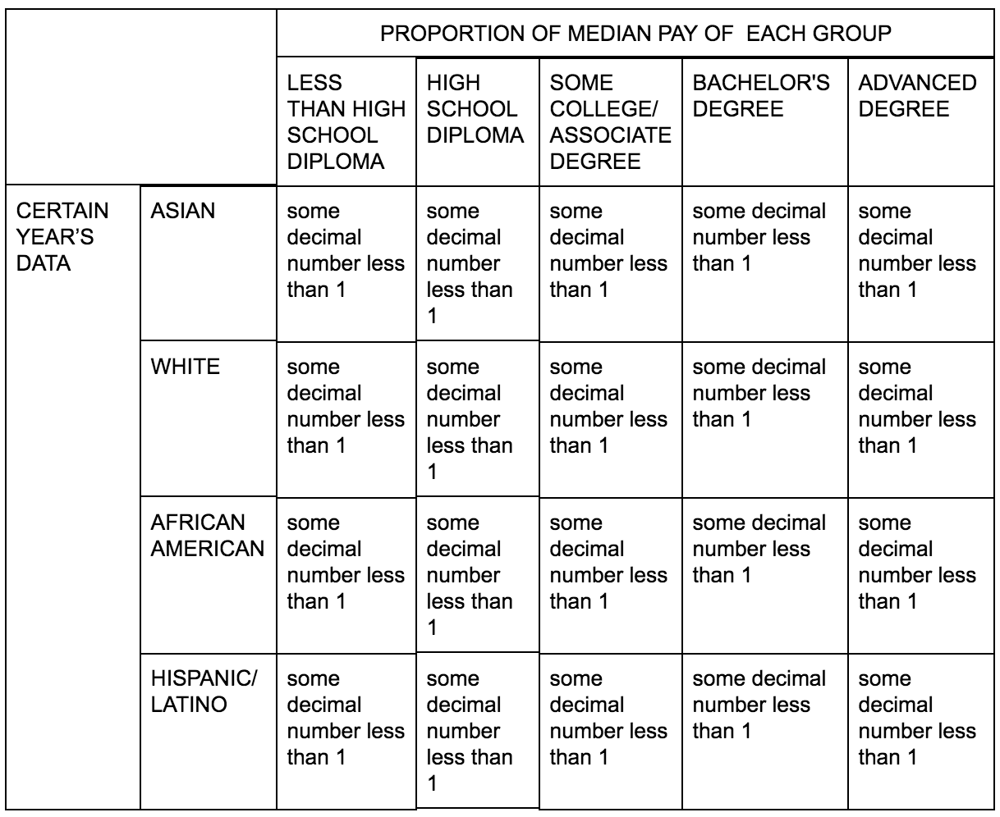 PROPORTION OF MEDIAN PAY OF  EACH GROUP
LESS
THAN HIGH
SCHOOL
DIPLOMA
HIGH
SCHOOL
DIPLOMA
SOME
COLLEGE/
ASSOCIATE
DEGREE
BACHELOR'S
DEGREE
ADVANCED
DEGREE
CERTAIN
YEAR’S
DATA
ASIAN
some
decimal
number less
than 1
some
decimal
number
less than
1
some
decimal
number less
than 1
some decimal
number less
than 1
some
decimal
number less
than 1
WHITE
some
decimal
number less
than 1
some
decimal
number
less than
1
some
decimal
number less
than 1
some decimal
number less
than 1
some
decimal
number less
than 1
AFRICAN
AMERICAN
some
decimal
number less
than 1
some
decimal
number
less than
1
some
decimal
number less
than 1
some decimal
number less
than 1
some
decimal
number less
than 1
HISPANIC/
LATINO
some
decimal
number less
than 1
some
decimal
number
less than
1
some
decimal
number less
than 1
some decimal
number less
than 1
some
decimal
number less
than 1